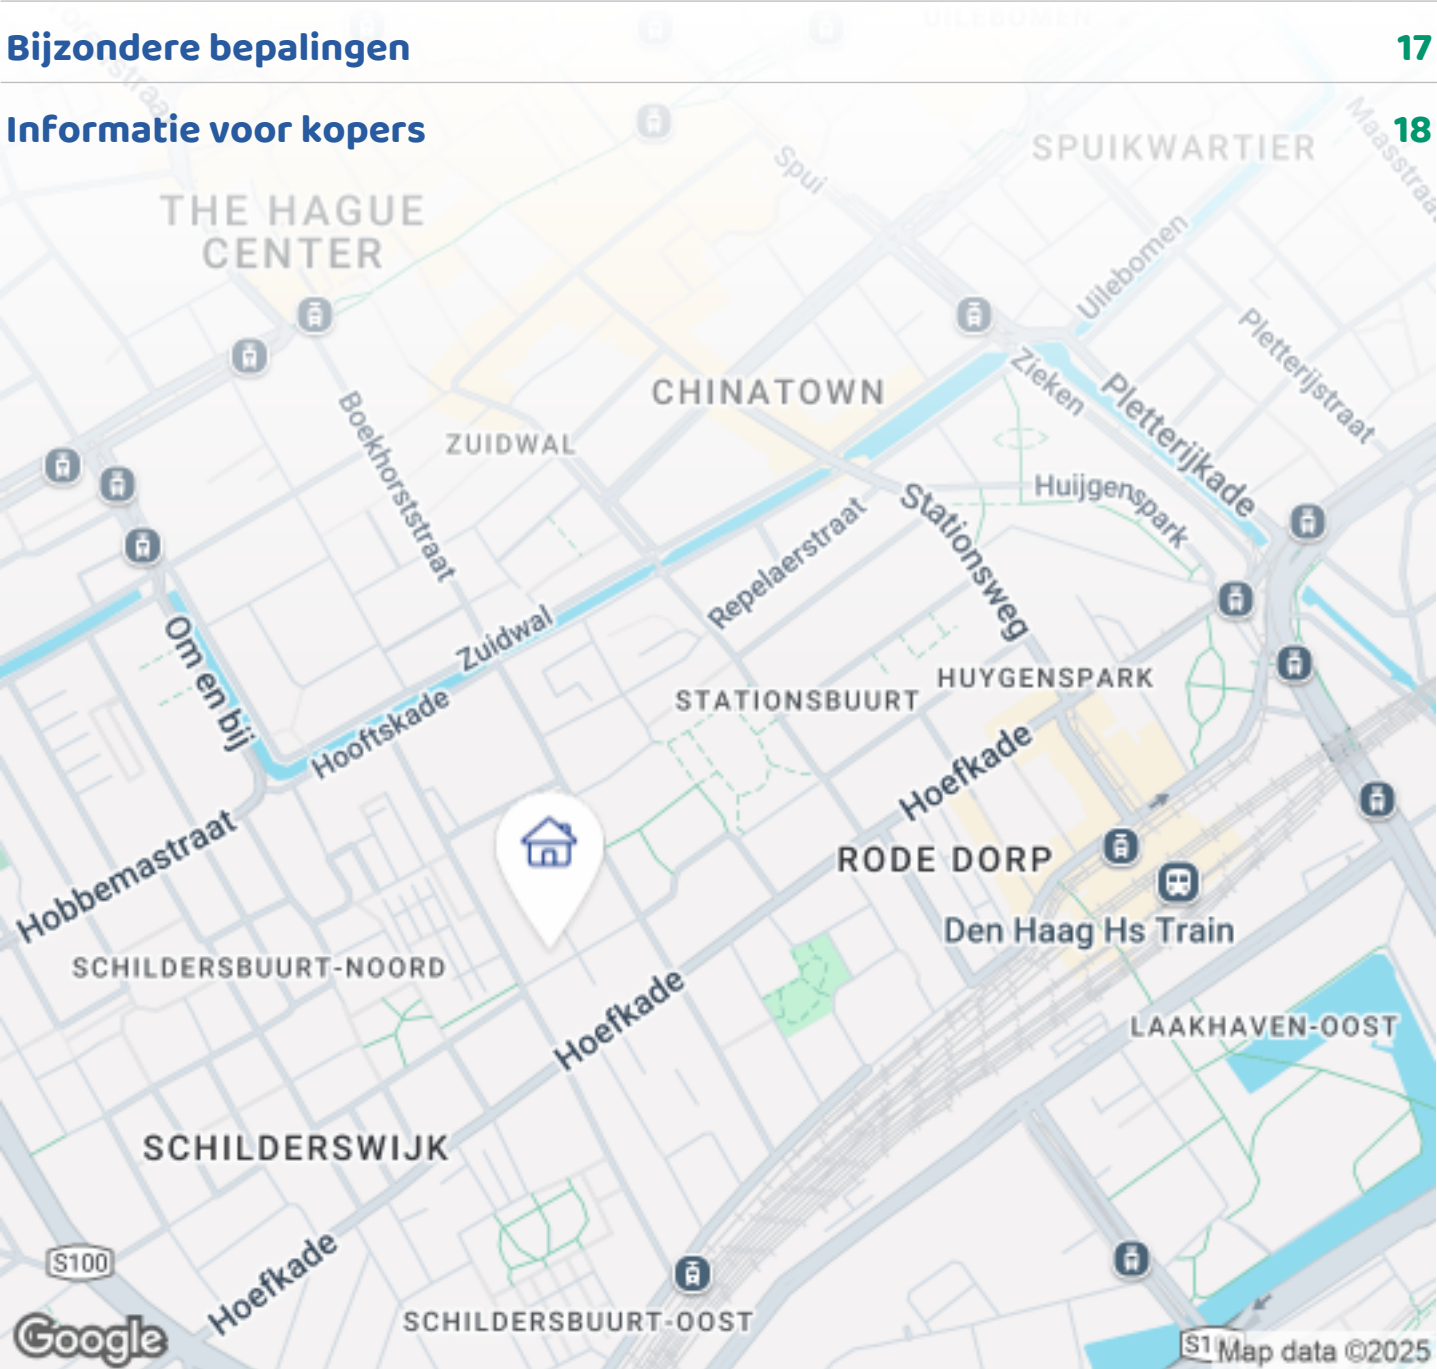 UILEBOMEN
Bijzondere bepalingen 17
Informatie voor kopers 18
SPUIKWARTIER
Maasstraat
Spui
THE HAGUE
CENTER
Uilebomen
Pletterijstraat
Zieken
Pletterijkade
CHINATOWN
Boekhorststraat
ZUIDWAL
Huijgenspark
Stationsweg
Repelaerstraat
Om en bij
Zuidwal
HUYGENSPARK
STATIONSBUURT
Hooftskade
Hoefkade
Hobbemastraat
RODE DORP
Den Haag Hs Train
SCHILDERSBUURT-NOORD
Hoefkade
LAAKHAVEN-OOST
SCHILDERSWIJK
S100
Hoefkade
SCHILDERSBUURT-OOST
Google
Map data ©2025